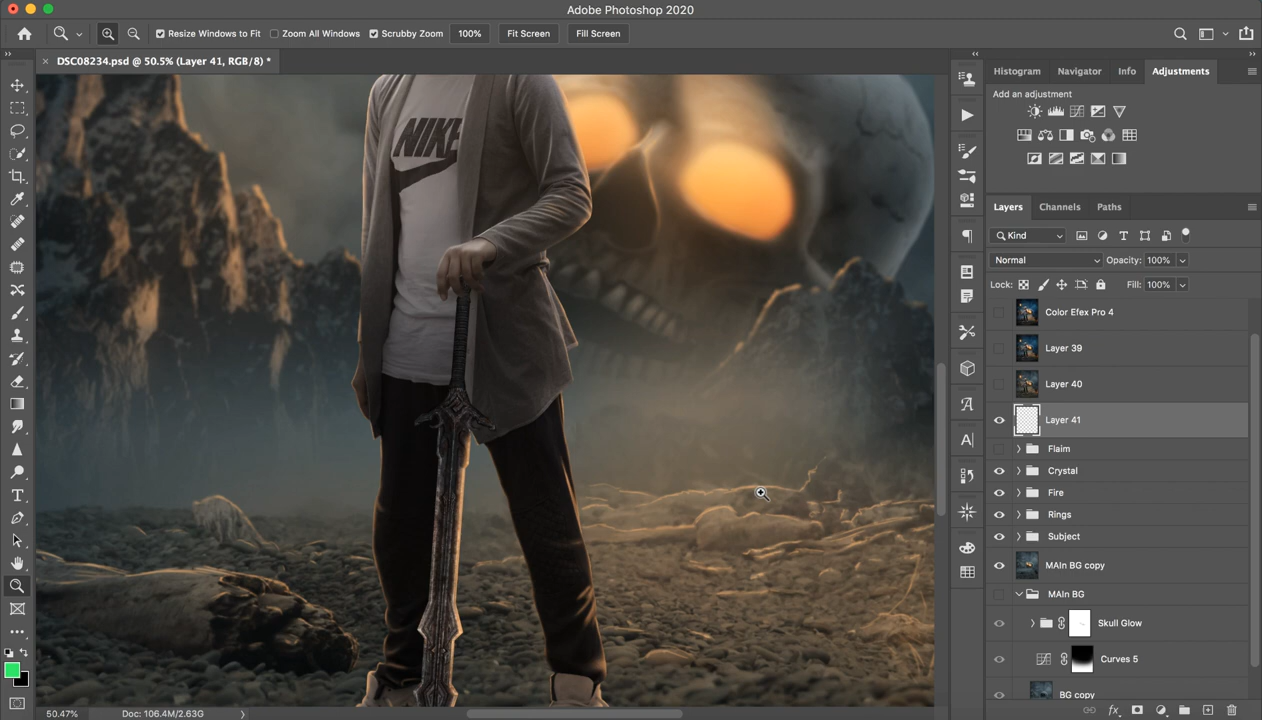 Adobe Photoshop 2020
Resize Windows to Fit
Zoom All Windows
Scrubby Zoom
100%
Fit Screen
Fill Screen
DSC08234.psd @ 50.5% (Layer 41, RGB/8) *
Histogram
Navigator
Info
Adjustments
Add an adjustment
NIKE
Layers
Channels
Paths
Kind
Normal
Opacity: 100%
Lock:
Fill: 100%
Color Efex Pro 4
Layer 39
Layer 40
Layer 41
Flaim
Crystal
Fire
Rings
Subject
MAIn BG copy
MAIn BG
Skull Glow
Curves 5
BG copy
50.47%
Doc: 106.4M/2.63G